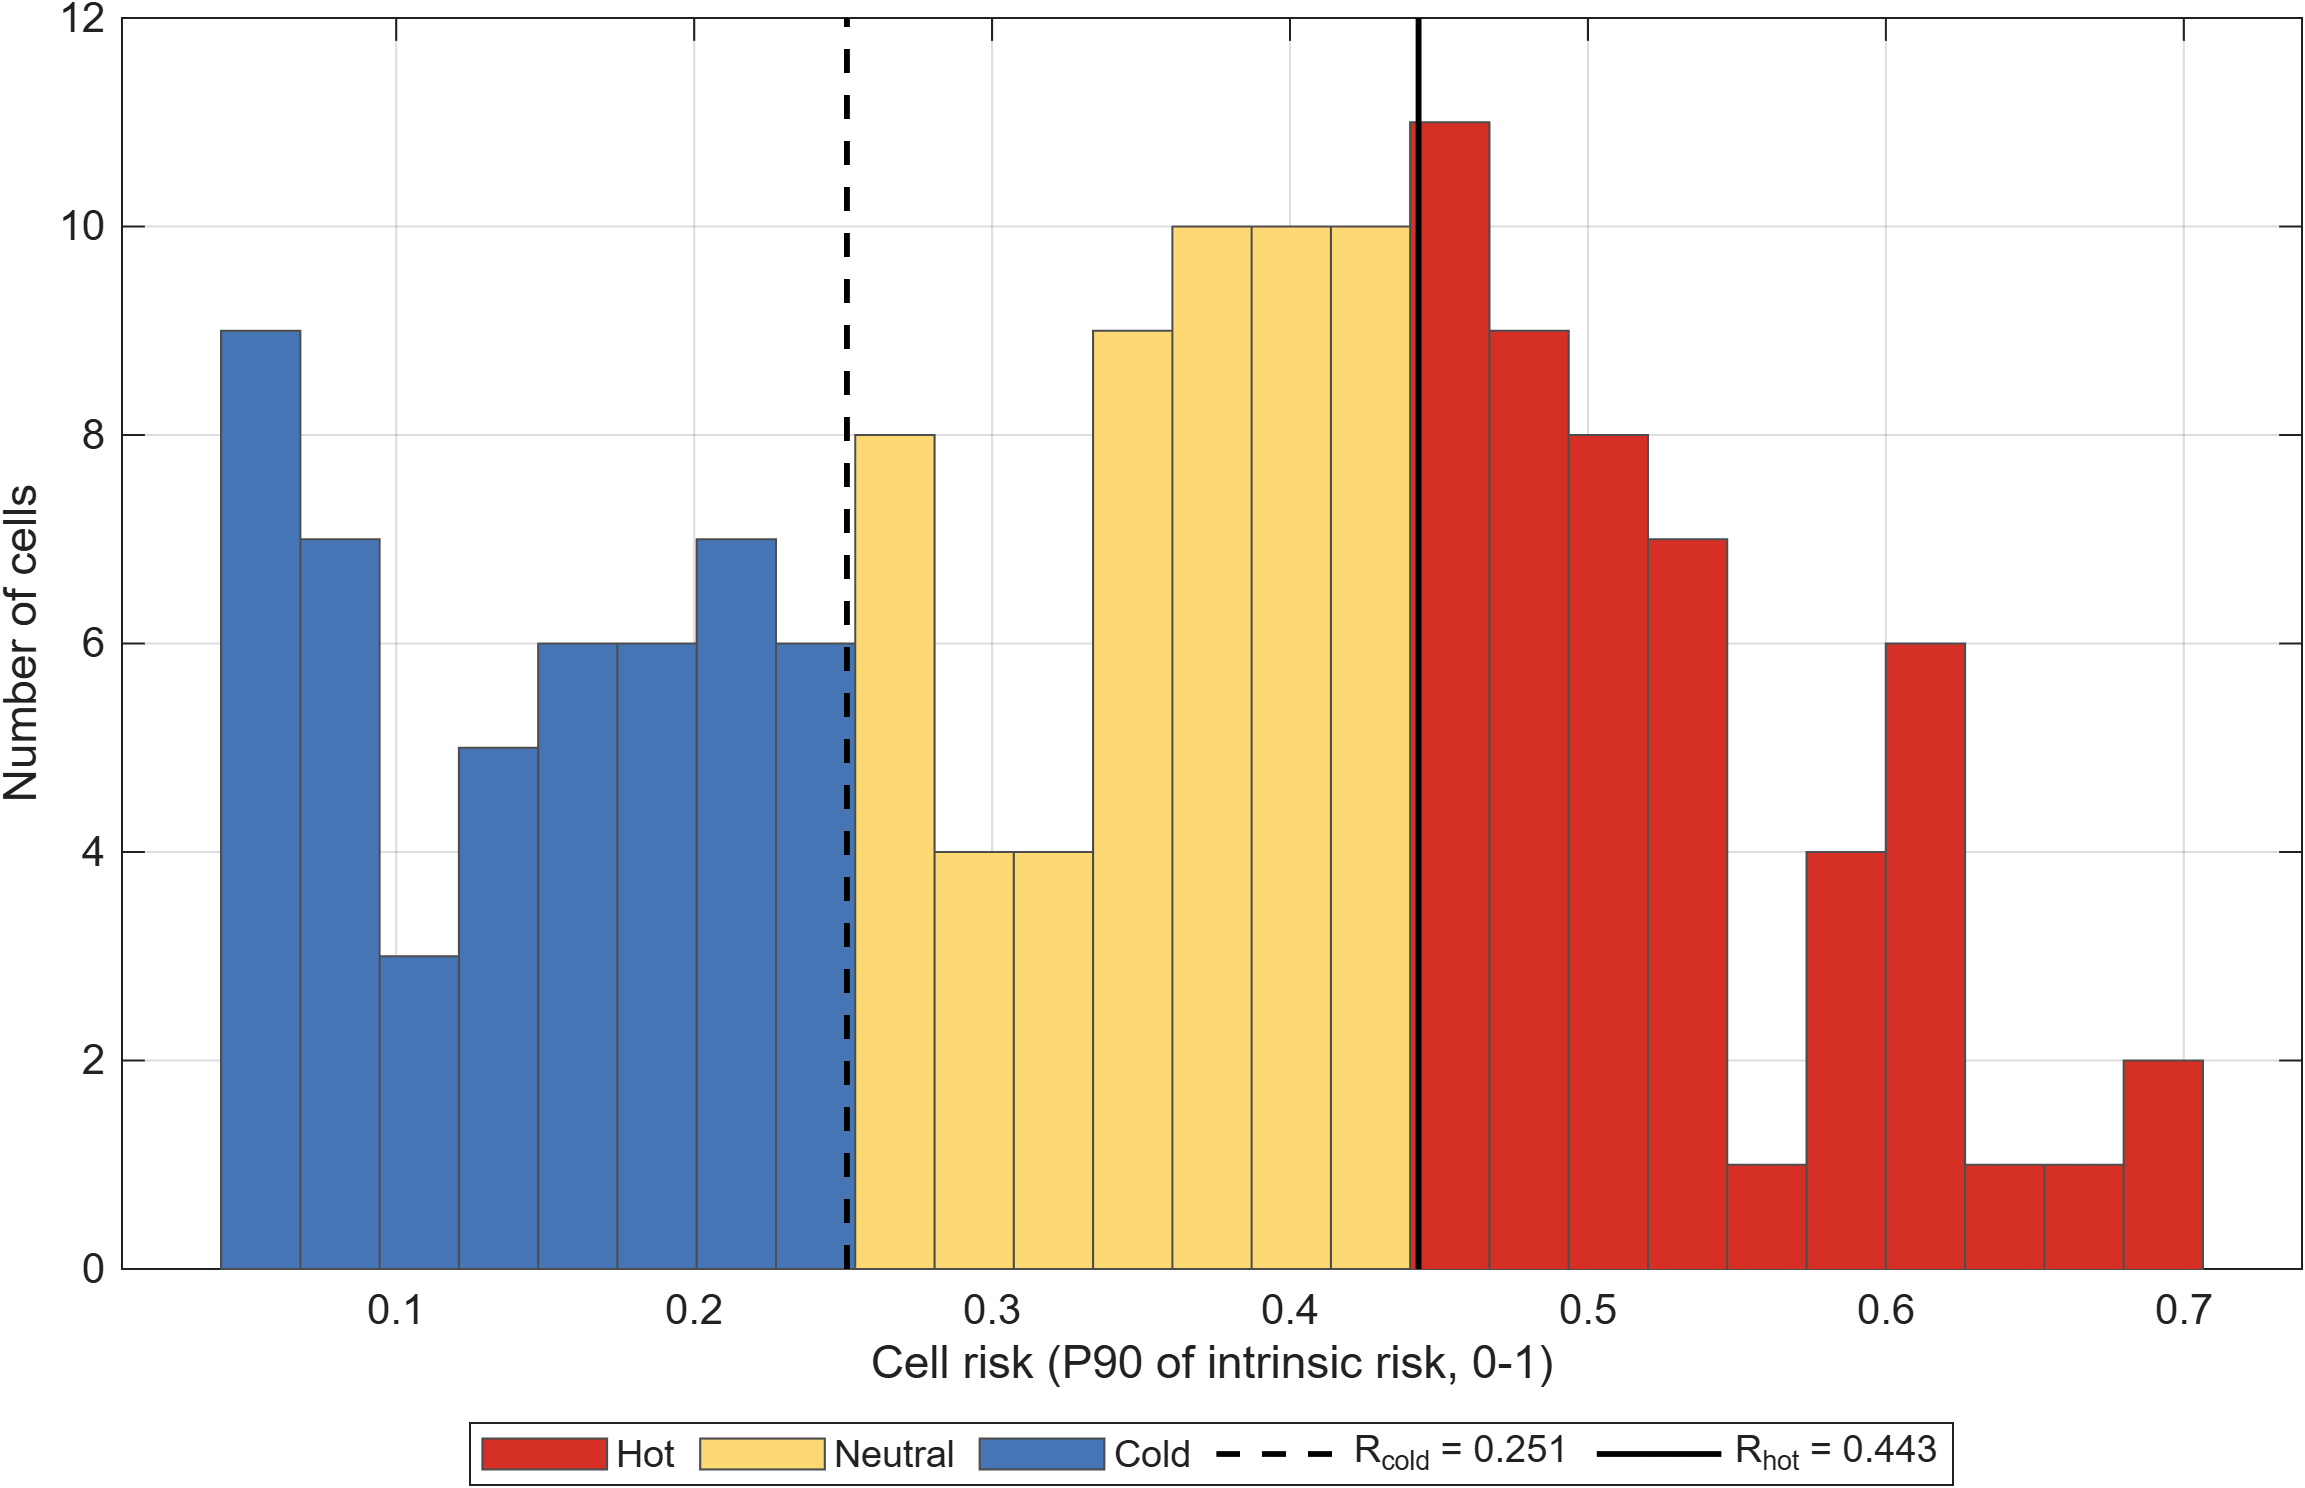 12
10
8
6
4
2
0
Number of cells
0.1 0.2 0.3 0.4 0.5 0.6 0.7
Cell risk (P90 of intrinsic risk, 0-1)
Hot Neutral Cold Rcold = 0.251 Rhot = 0.443